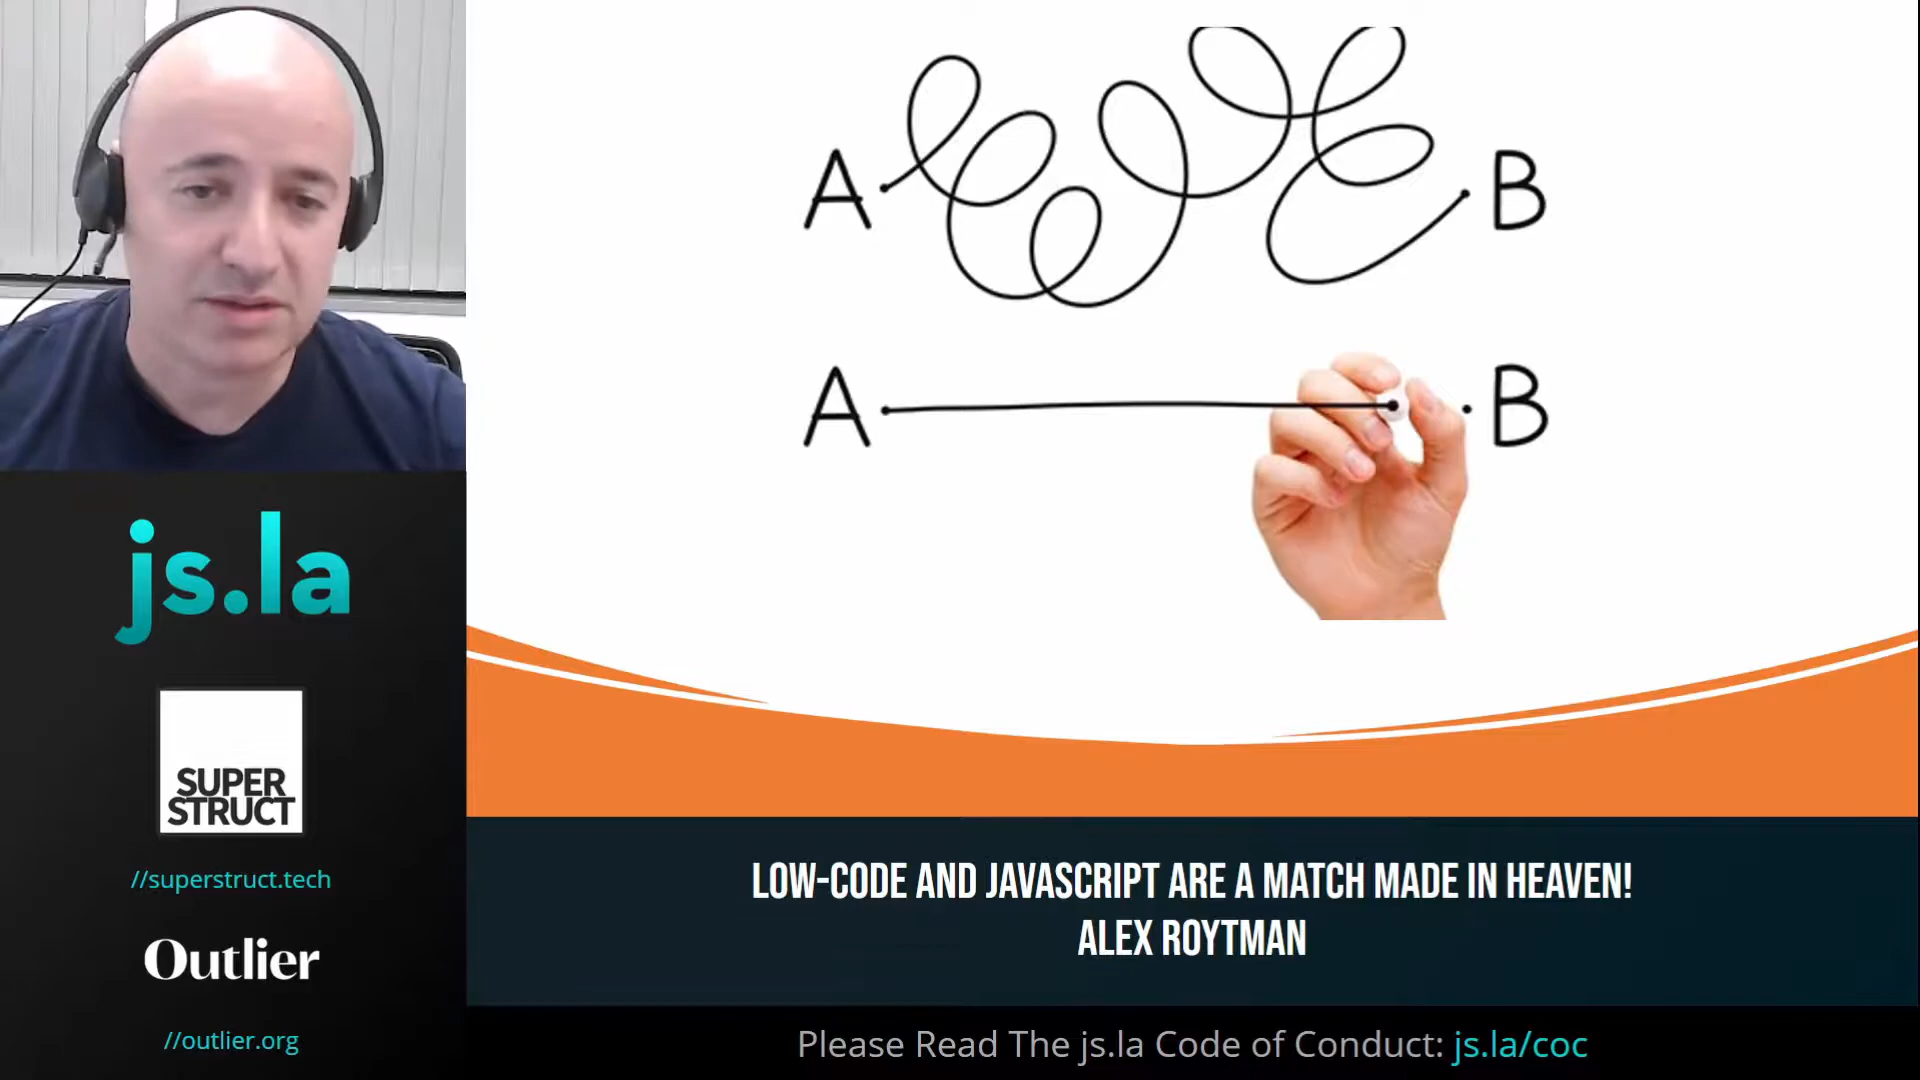 A B
A B
js.la
SUPER
STRUCT
//superstruct.tech
Outlier
//outlier.org
LOW-CODE AND JAVASCRIPT ARE A MATCH MADE IN HEAVEN!
ALEX ROYTMAN
Please Read The js.la Code of Conduct: js.la/coc